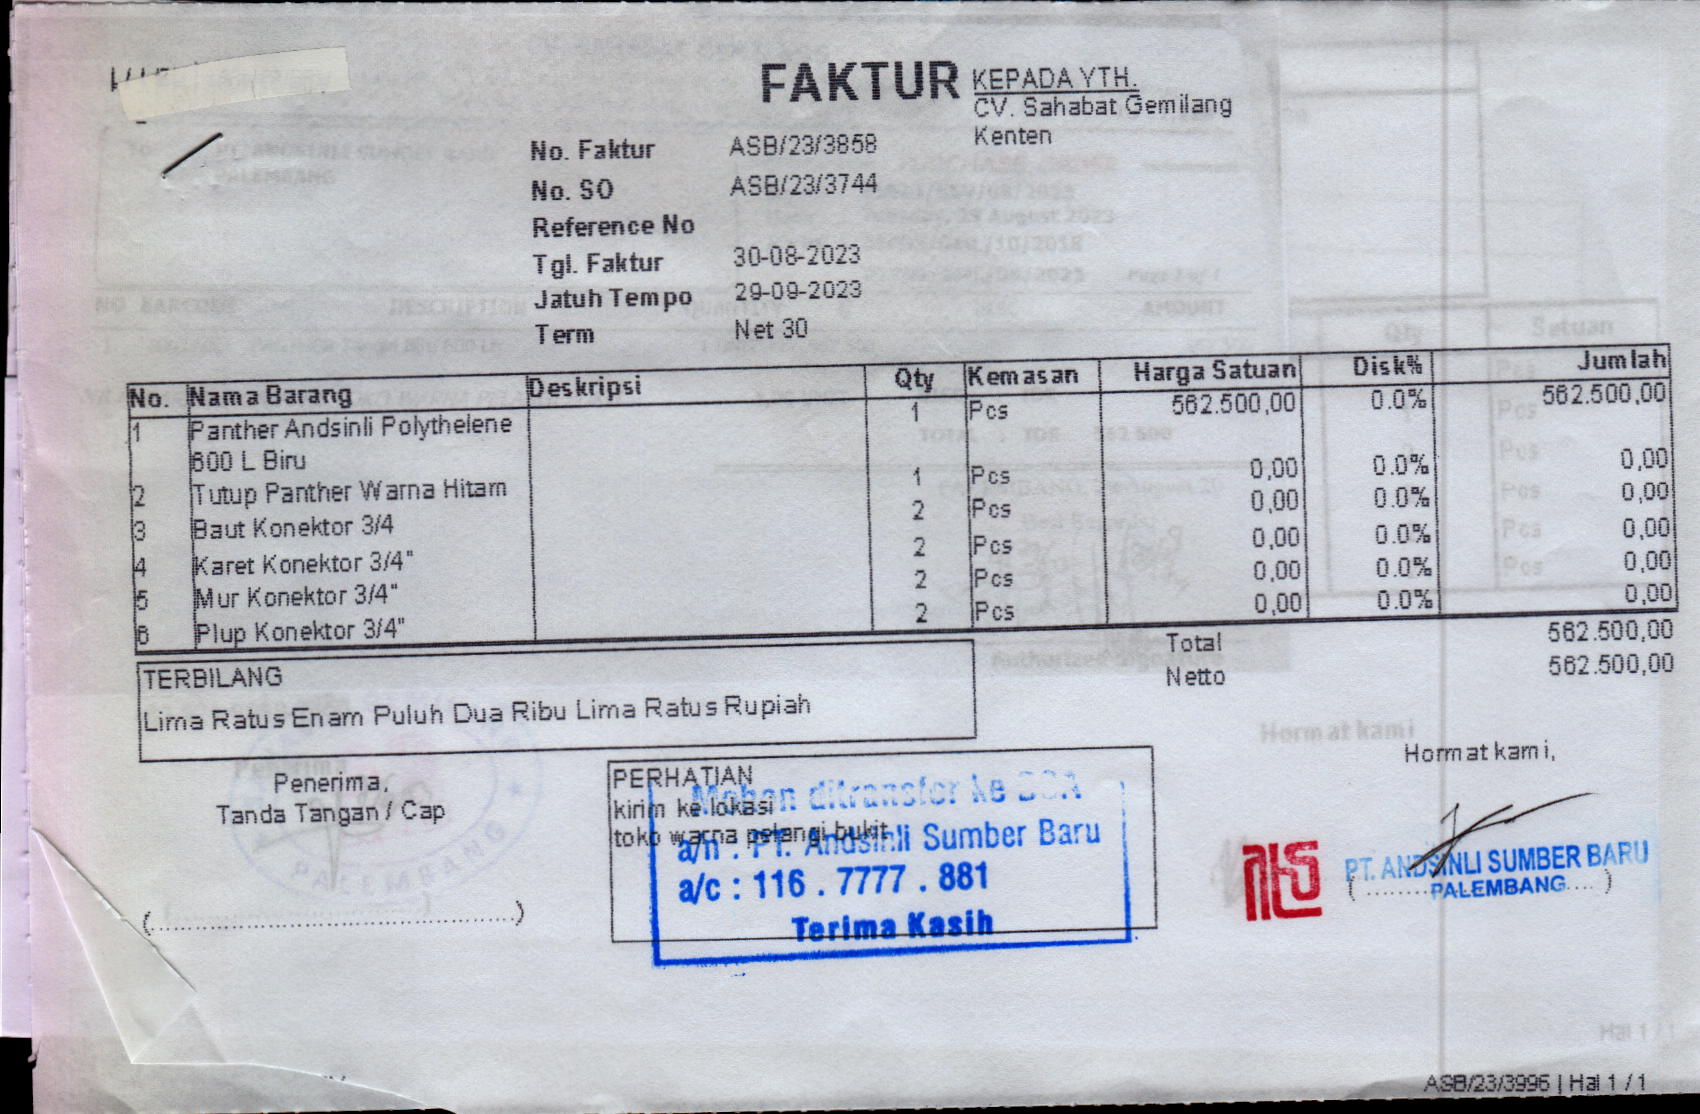 FAKTUR
KEPADA YTH.
CV. Sahabat Gemilang
Kenten
No. Faktur ASB/23/3858
No. SO ASB/23/3744
Reference No
Tgl. Faktur 30-08-2023
Jatuh Tempo 29-09-2023
Term Net 30
No. Nama Barang Deskripsi Qty Kemasan Harga Satuan Disk% Jumlah
1 Panther Andsinli Polythelene 1 Pcs 562.500,00 0.0% 562.500,00
600 L Biru
2 Tutup Panther Warna Hitam 1 Pcs 0,00 0.0% 0,00
3 Baut Konektor 3/4 2 Pcs 0,00 0.0% 0,00
4 Karet Konektor 3/4" 2 Pcs 0,00 0.0% 0,00
5 Mur Konektor 3/4" 2 Pcs 0,00 0.0% 0,00
6 Plup Konektor 3/4" 2 Pcs 0,00 0.0% 0,00
Total 562.500,00
Netto 562.500,00
TERBILANG
Lima Ratus Enam Puluh Dua Ribu Lima Ratus Rupiah
Penerima,
Tanda Tangan / Cap
(........................)
PERHATIAN
kirim ke lokasi
toko warna pelangi bukit
Mohon ditransfer ke BCA
a/n . PT. Andsinli Sumber Baru
a/c : 116 . 7777 . 881
Terima Kasih
Hormat kami,
PT. ANDSINLI SUMBER BARU
PALEMBANG
ASB/23/3996 | Hal 1 / 1